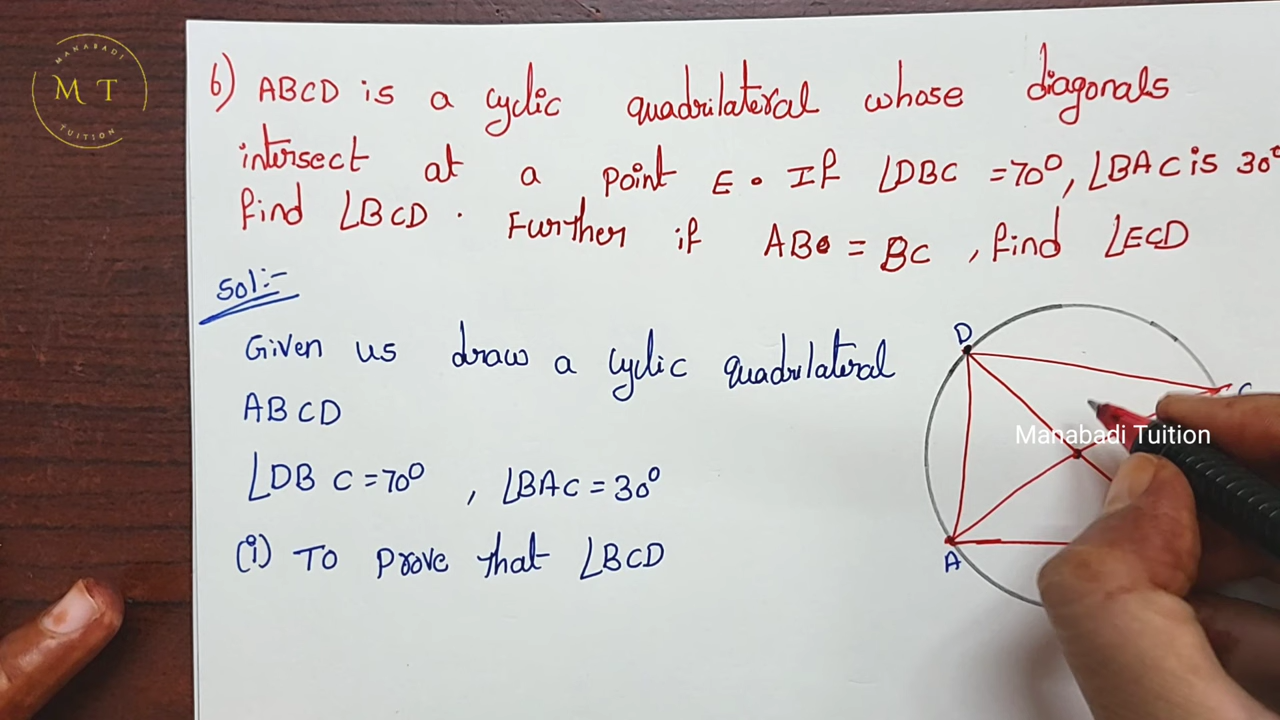 MANABADI
M T
TUITION
6) ABCD is a cyclic quadrilateral whose diagonals
intersect at a point E. If ∠DBC =70°, ∠BAC is 30°
find ∠BCD. Further if AB = BC, find ∠ECD
Sol:-
Given us draw a cyclic quadrilateral
ABCD
∠DBC =70°, ∠BAC = 30°
(i) TO prove that ∠BCD
D
C
A
Manabadi Tuition